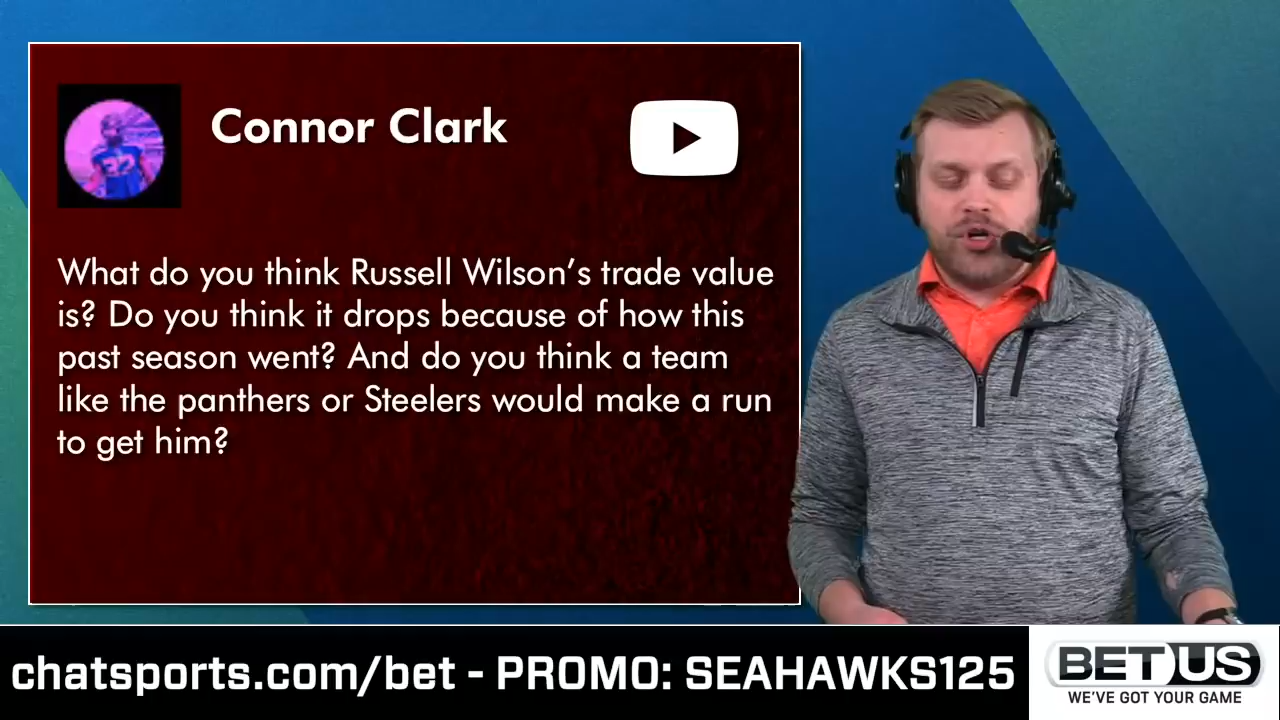 Connor Clark
What do you think Russell Wilson's trade value
is? Do you think it drops because of how this
past season went? And do you think a team
like the panthers or Steelers would make a run
to get him?
chatsports.com/bet - PROMO: SEAHAWKS125
BETUS
WE'VE GOT YOUR GAME